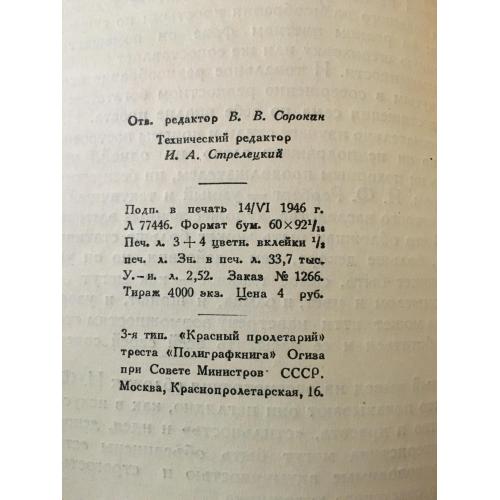 Отв. редактор В. В. Сорокин
Технический редактор
И. А. Стрелецкий
Подп. в печать 14/VI 1946 г.
Л 77446. Формат бум. 60×92¹/₁₆
Печ. л. 3 + 4 цветн. вклейки ¹/₂
печ. л. Зн. в печ. л. 33,7 тыс.
У.-и. л. 2,52. Заказ № 1266.
Тираж 4000 экз. Цена 4 руб.
3-я тип. «Красный пролетарий»
треста «Полиграфкнига» Огиза
при Совете Министров СССР.
Москва, Краснопролетарская, 16.